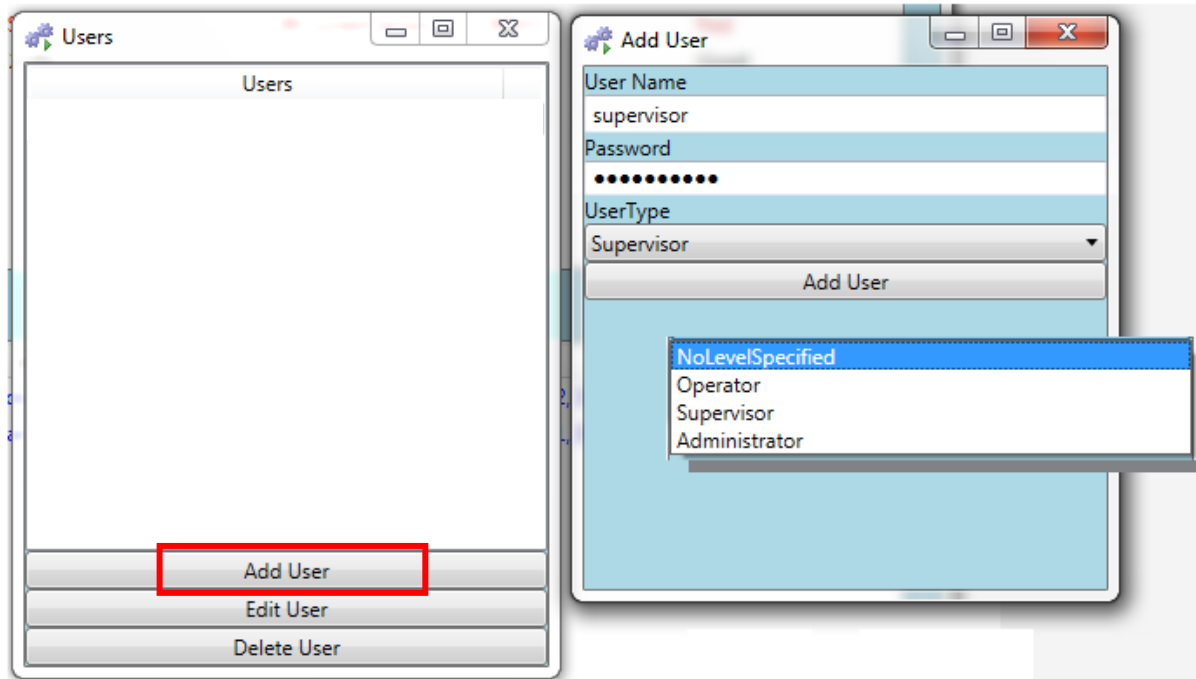 Users
Users
Add User
Edit User
Delete User
Add User
User Name
supervisor
Password
●●●●●●●●●●
UserType
Supervisor
Add User
NoLevelSpecified
Operator
Supervisor
Administrator